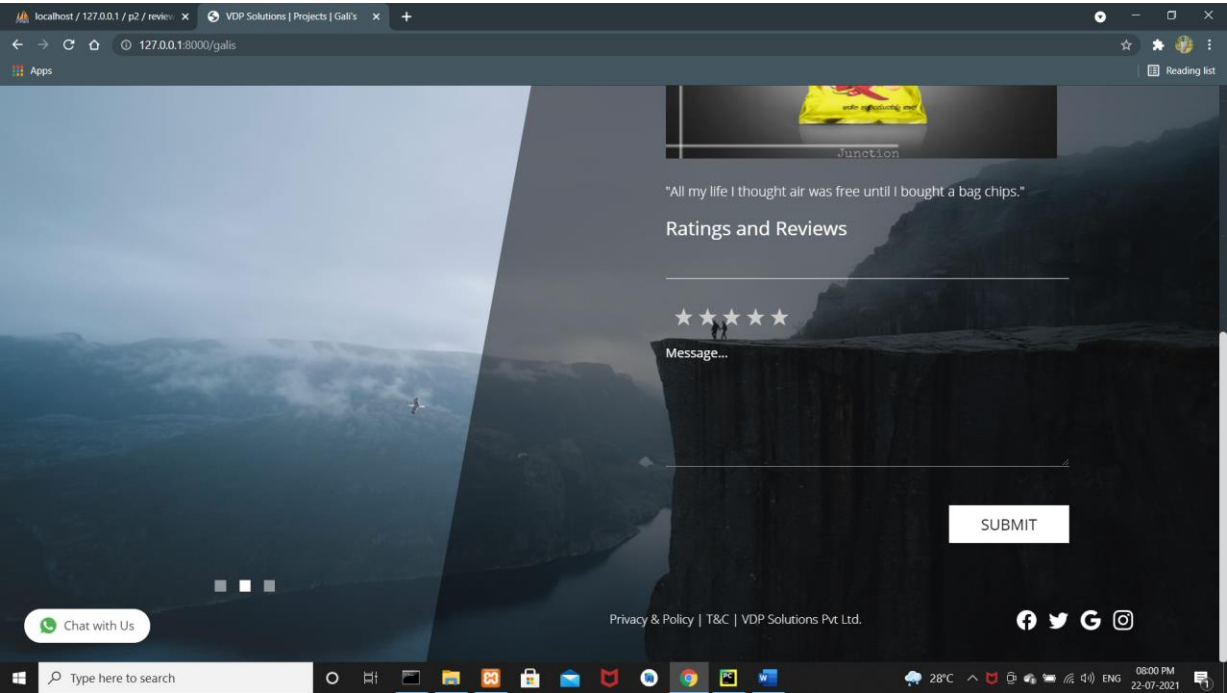 localhost / 127.0.0.1 / p2 / review
VDP Solutions | Projects | Gali's
127.0.0.1:8000/galis
Apps
Reading list
Junction
"All my life I thought air was free until I bought a bag chips."
Ratings and Reviews
Message...
SUBMIT
Chat with Us
Privacy & Policy | T&C | VDP Solutions Pvt Ltd.
Type here to search
28°C
ENG
08:00 PM
22-07-2021